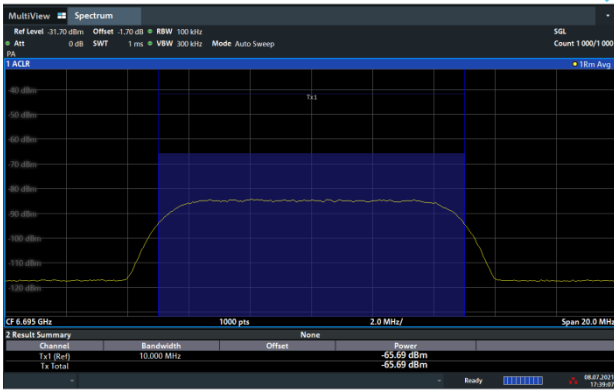 MultiView Spectrum
Ref Level -31.70 dBm Offset -1.70 dB RBW 100 kHz SGL
Att 0 dB SWT 1 ms VBW 300 kHz Mode Auto Sweep Count 1000/1000
PA
1 ACLR 1Rm Avg
-40 dBm
Tx1
-50 dBm
-60 dBm
-70 dBm
-80 dBm
-90 dBm
-100 dBm
-110 dBm
-120 dBm
CF 6.695 GHz 1000 pts 2.0 MHz/ Span 20.0 MHz
2 Result Summary None
Channel Bandwidth Offset Power
Tx1 (Ref) 10.000 MHz -65.69 dBm
Tx Total -65.69 dBm
Ready 08.07.2021
17:39:07